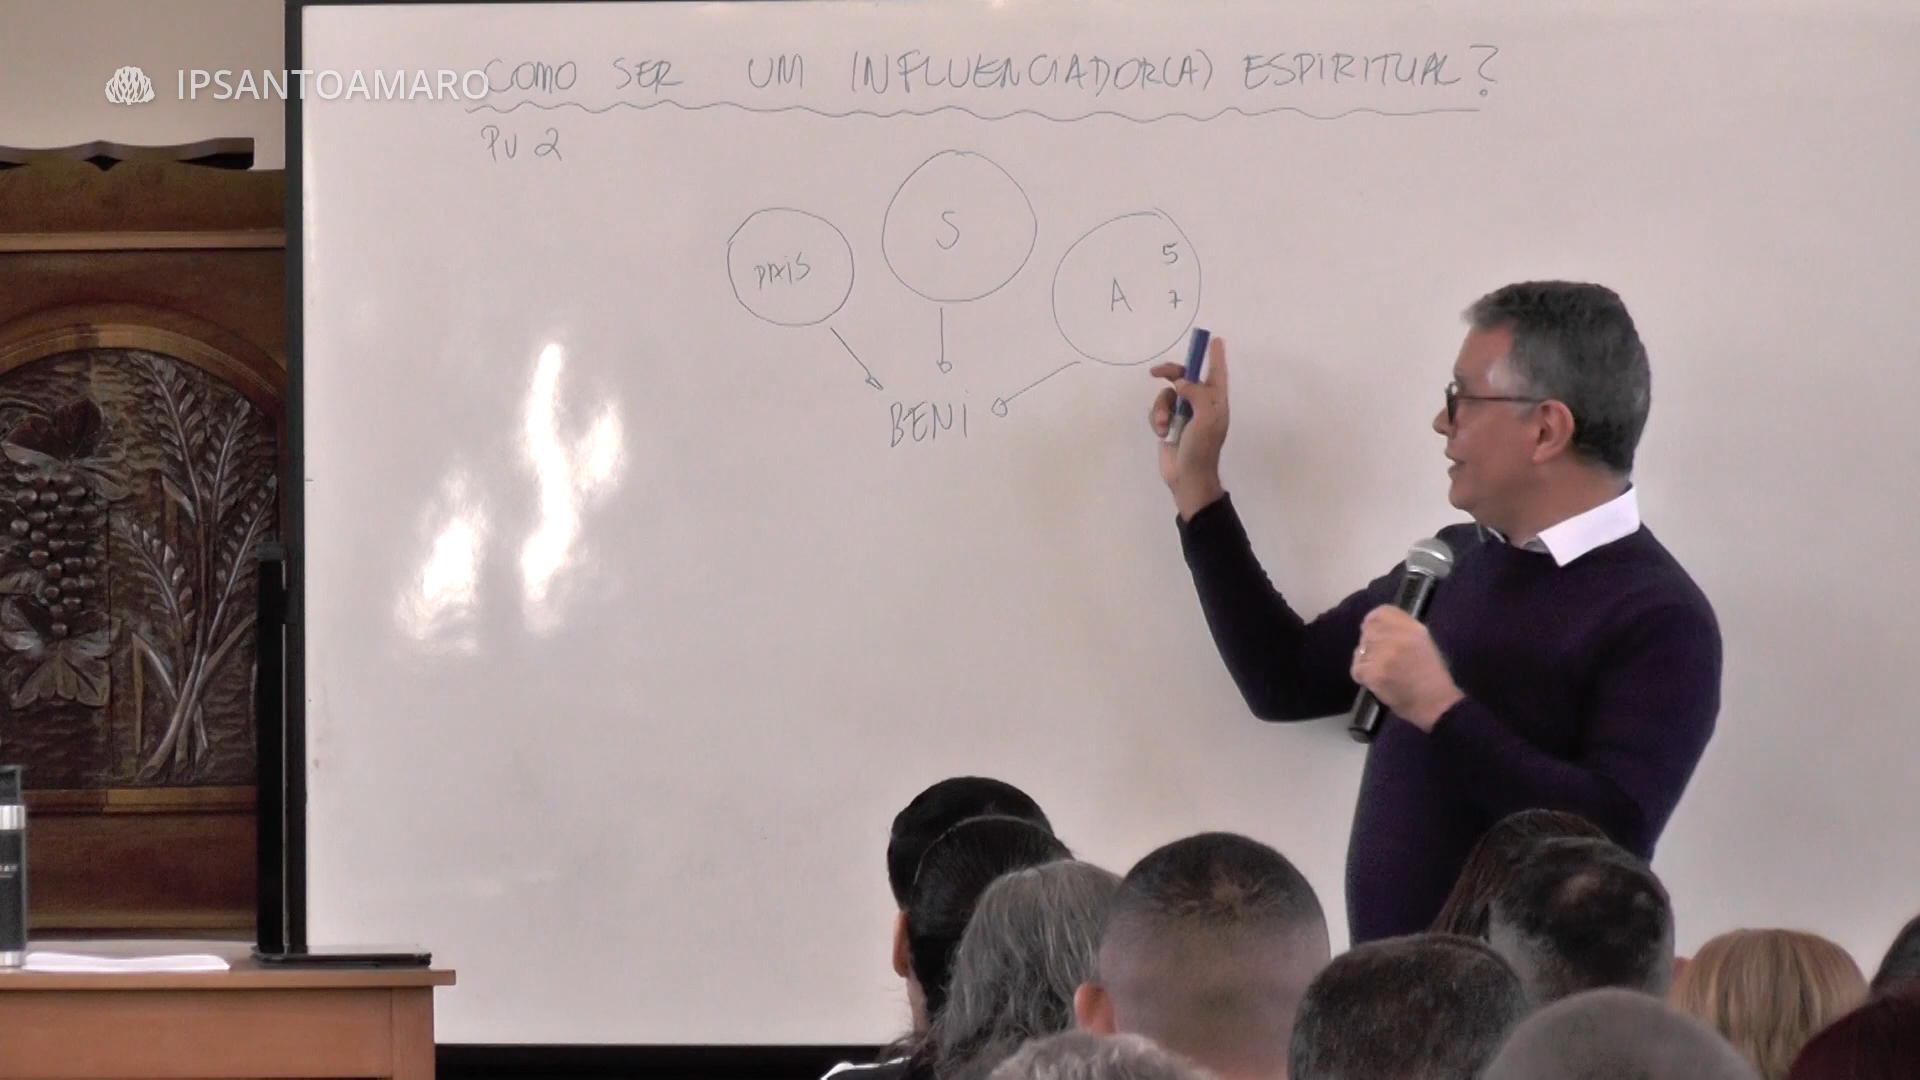 IPSANTOAMARO
COMO SER UM INFLUENCIADOR(A) ESPIRITUAL?
PV 2
PAIS
S
A
5
7
BENI